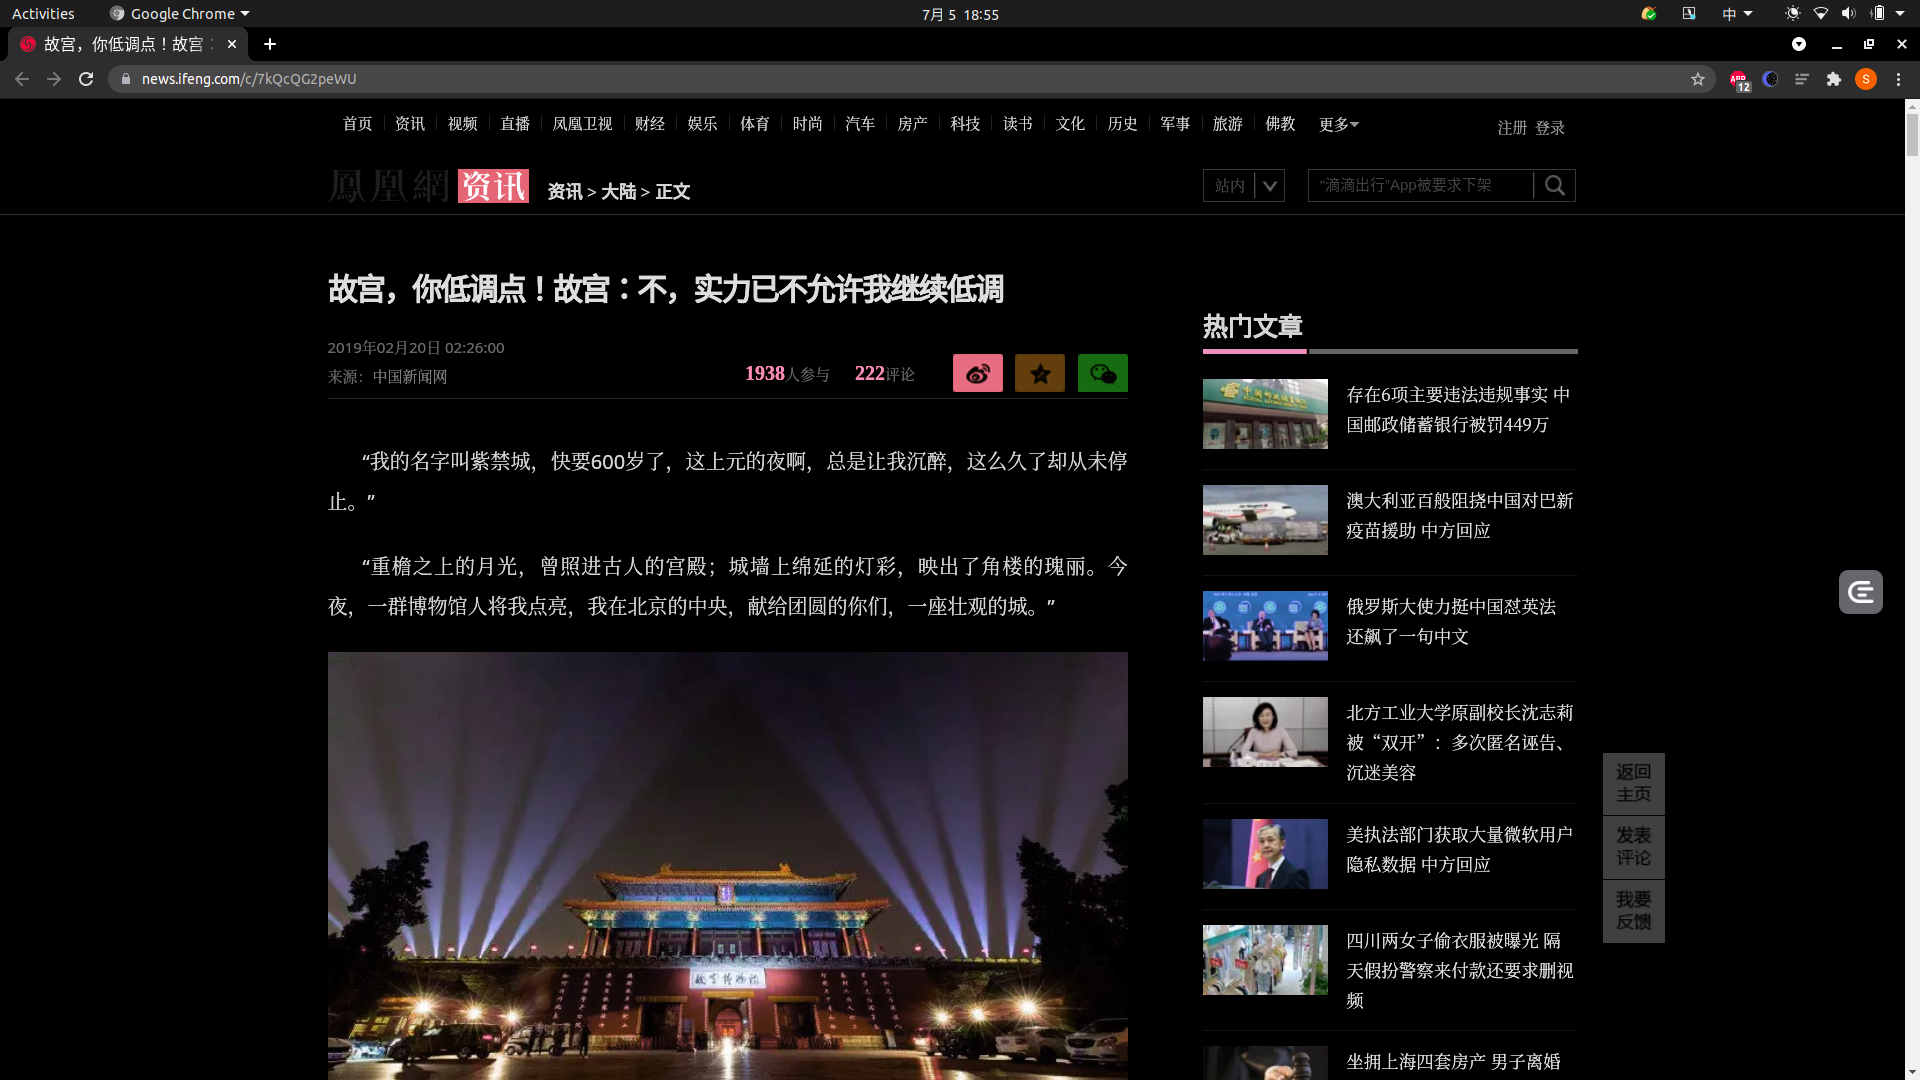 Activities
Google Chrome
7月 5 18:55
中
故宫，你低调点！故宫：
news.ifeng.com/c/7kQcQG2peWU
12
S
首页 资讯 视频 直播 凤凰卫视 财经 娱乐 体育 时尚 汽车 房产 科技 读书 文化 历史 军事 旅游 佛教 更多
注册 登录
鳳凰網 资讯
资讯 > 大陆 > 正文
站内
“滴滴出行”App被要求下架
故宫，你低调点！故宫：不，实力已不允许我继续低调
2019年02月20日 02:26:00
来源：中国新闻网
1938人参与
222评论
“我的名字叫紫禁城，快要600岁了，这上元的夜啊，总是让我沉醉，这么久了却从未停
止。”
“重檐之上的月光，曾照进古人的宫殿；城墙上绵延的灯彩，映出了角楼的瑰丽。今
夜，一群博物馆人将我点亮，我在北京的中央，献给团圆的你们，一座壮观的城。”
故宫博物院
热门文章
存在6项主要违法违规事实 中
国邮政储蓄银行被罚449万
澳大利亚百般阻挠中国对巴新
疫苗援助 中方回应
俄罗斯大使力挺中国怼英法
还飙了一句中文
北方工业大学原副校长沈志莉
被“双开”：多次匿名诬告、
沉迷美容
美执法部门获取大量微软用户
隐私数据 中方回应
四川两女子偷衣服被曝光 隔
天假扮警察来付款还要求删视
频
坐拥上海四套房产 男子离婚
返回
主页
发表
评论
我要
反馈